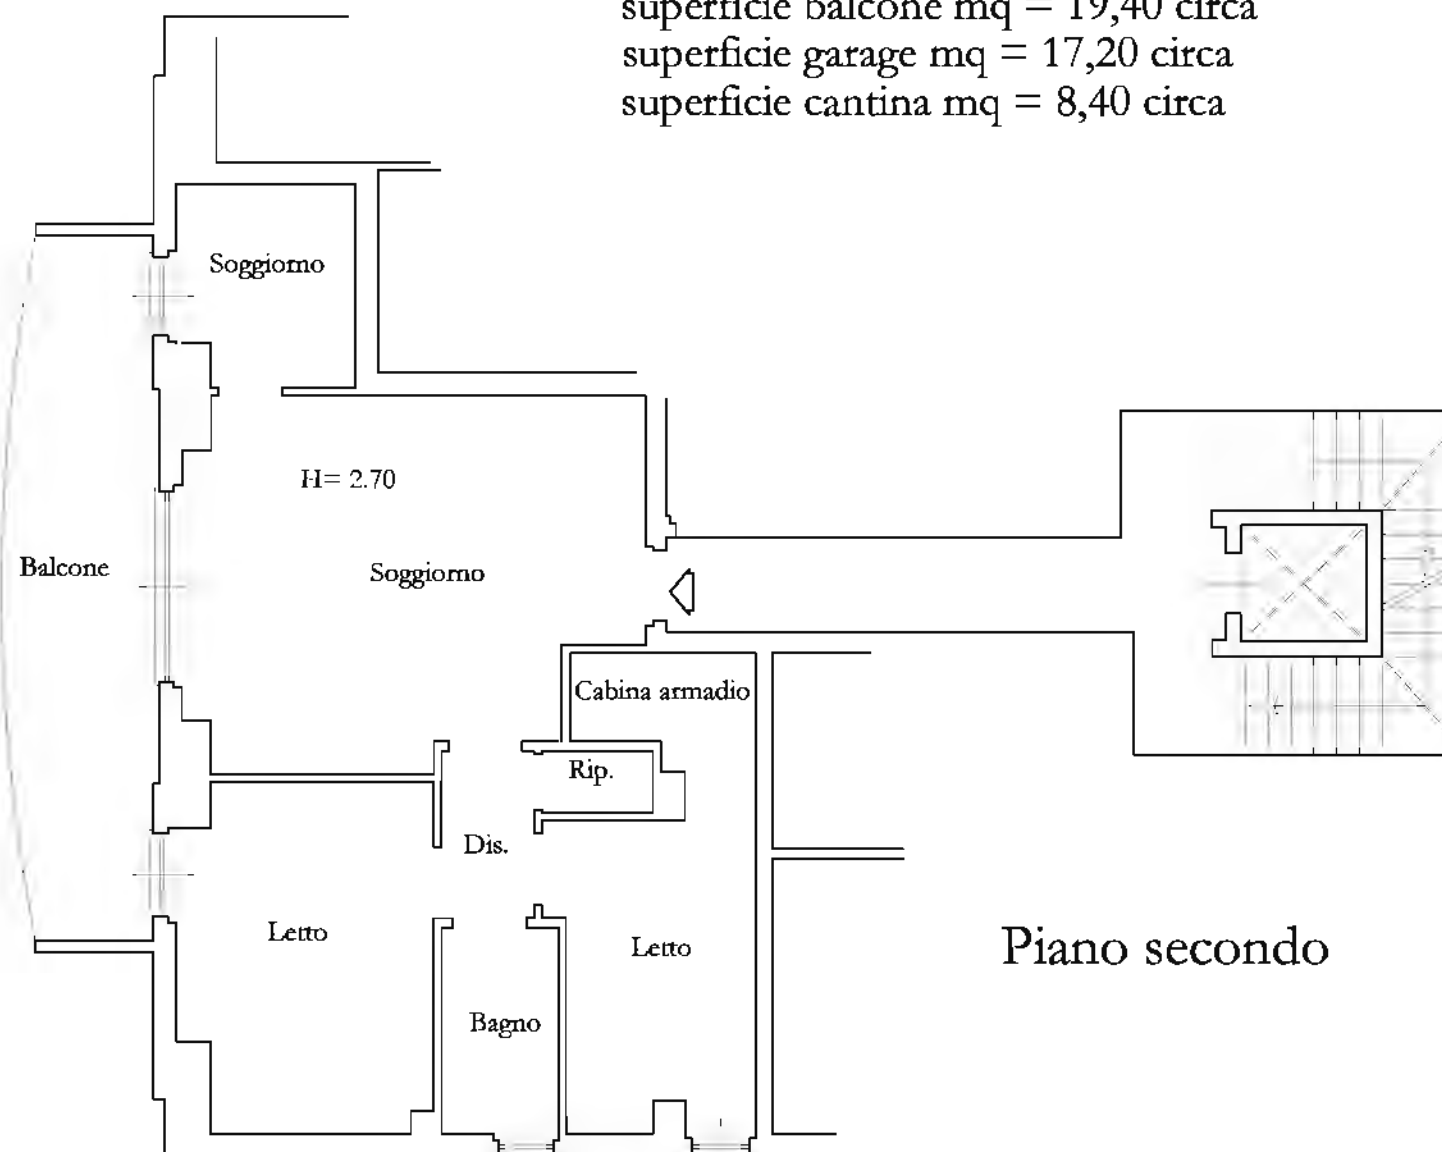 superficie balcone mq = 19,40 circa
superficie garage mq = 17,20 circa
superficie cantina mq = 8,40 circa
Soggiorno
H= 2.70
Balcone
Soggiorno
Cabina armadio
Rip.
Dis.
Letto
Letto
Piano secondo
Bagno